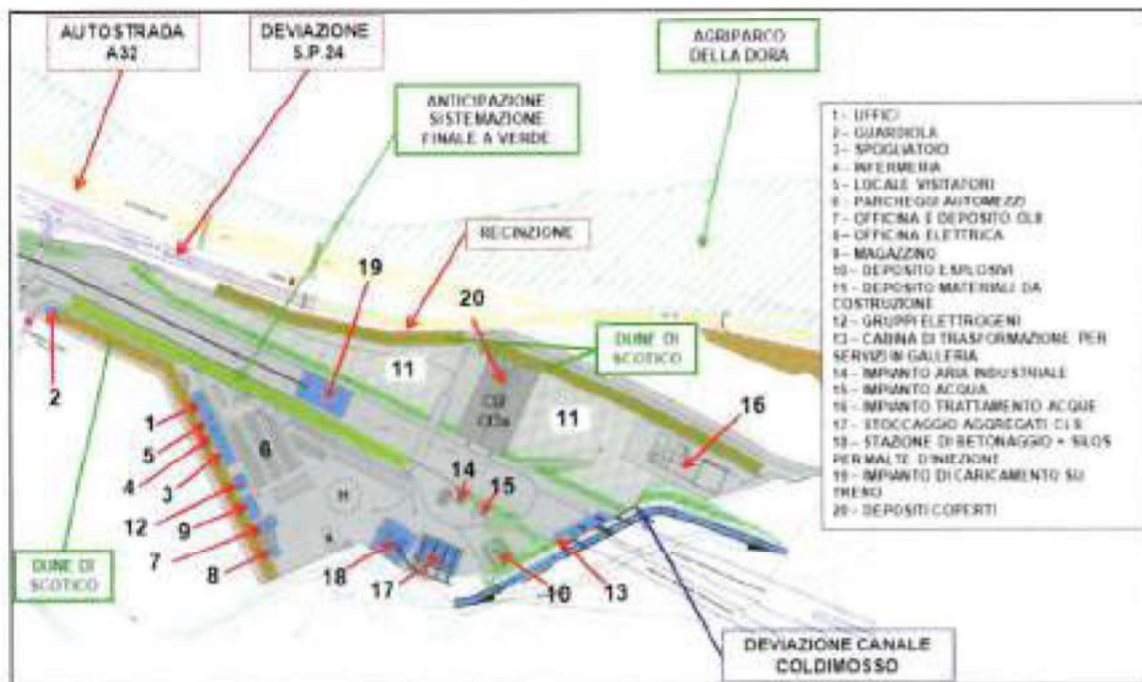 AUTOSTRADA
A32
DEVIAZIONE
S.P.24
AGRIPARCO
DELLA DORA
ANTICIPAZIONE
SISTEMAZIONE
FINALE A VERDE
RECINZIONE
1 - UFFICI
2 - GUARDIOLA
3 - SPOGLIATOIO
4 - INFERMERIA
5 - LOCALE VISITATORI
6 - PARCHEGGI AUTOMEZZI
7 - OFFICINA E DEPOSITO OLII
8 - OFFICINA ELETTRICA
9 - MAGAZZINO
10 - DEPOSITO ESPLOSIVI
11 - DEPOSITO MATERIALI DA
COSTRUZIONE
12 - GRUPPI ELETTROGENI
13 - CABINA DI TRASFORMAZIONE PER
SERVIZI IN GALLERIA
14 - IMPIANTO ARIA INDUSTRIALE
15 - IMPIANTO ACQUA
16 - IMPIANTO TRATTAMENTO ACQUE
17 - STOCCAGGIO AGGREGATI CLS
18 - STAZIONE DI BETONAGGIO + SILOS
PER MALTE D'INIEZIONE
19 - IMPIANTO DI CARICAMENTO SU
TRENO
20 - DEPOSITI COPERTI
19
20
DUNE DI
SCOTICO
11
11
2
1
5
4
3
12
9
7
8
6
H
14
15
16
18
17
10
13
DUNE DI
SCOTICO
DEVIAZIONE CANALE
COLDIMOSSO